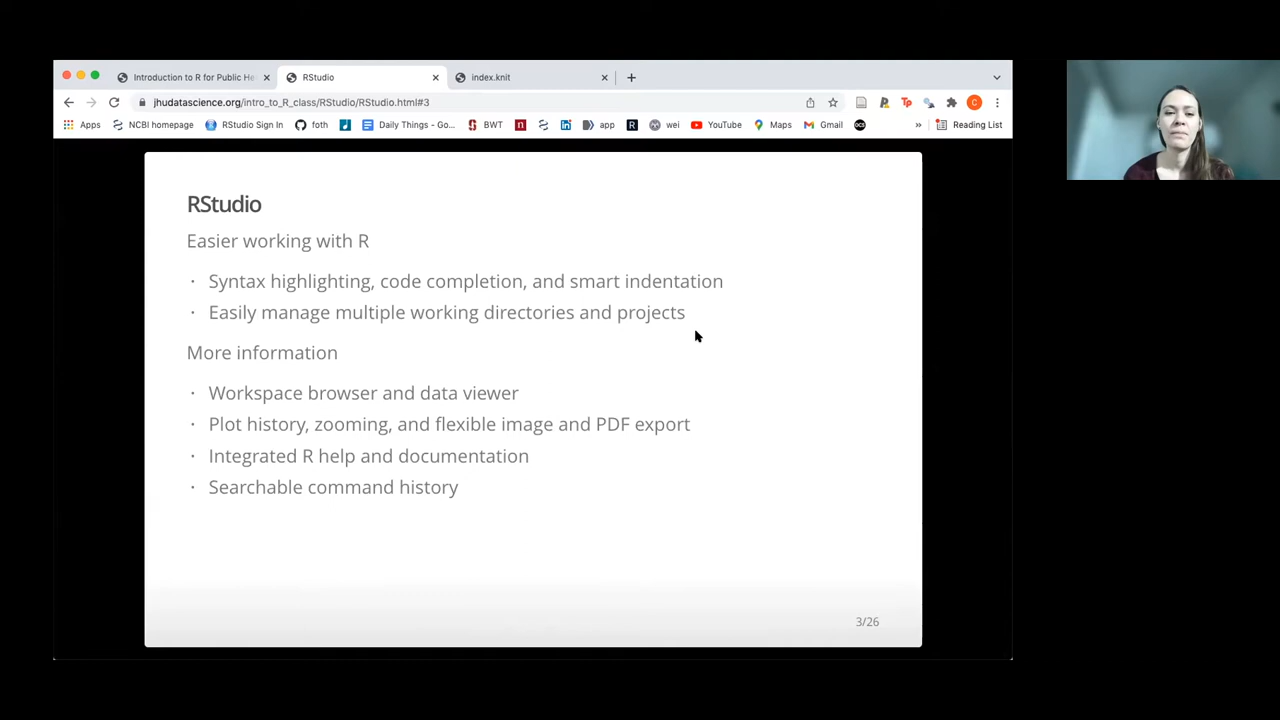 Introduction to R for Public He
RStudio
index.knit
jhudatascience.org/intro_to_R_class/RStudio/RStudio.html#3
Apps NCBI homepage RStudio Sign In foth Daily Things - Go... BWT app wei YouTube Maps Gmail » Reading List
RStudio
Easier working with R
· Syntax highlighting, code completion, and smart indentation
· Easily manage multiple working directories and projects
More information
· Workspace browser and data viewer
· Plot history, zooming, and flexible image and PDF export
· Integrated R help and documentation
· Searchable command history
3/26